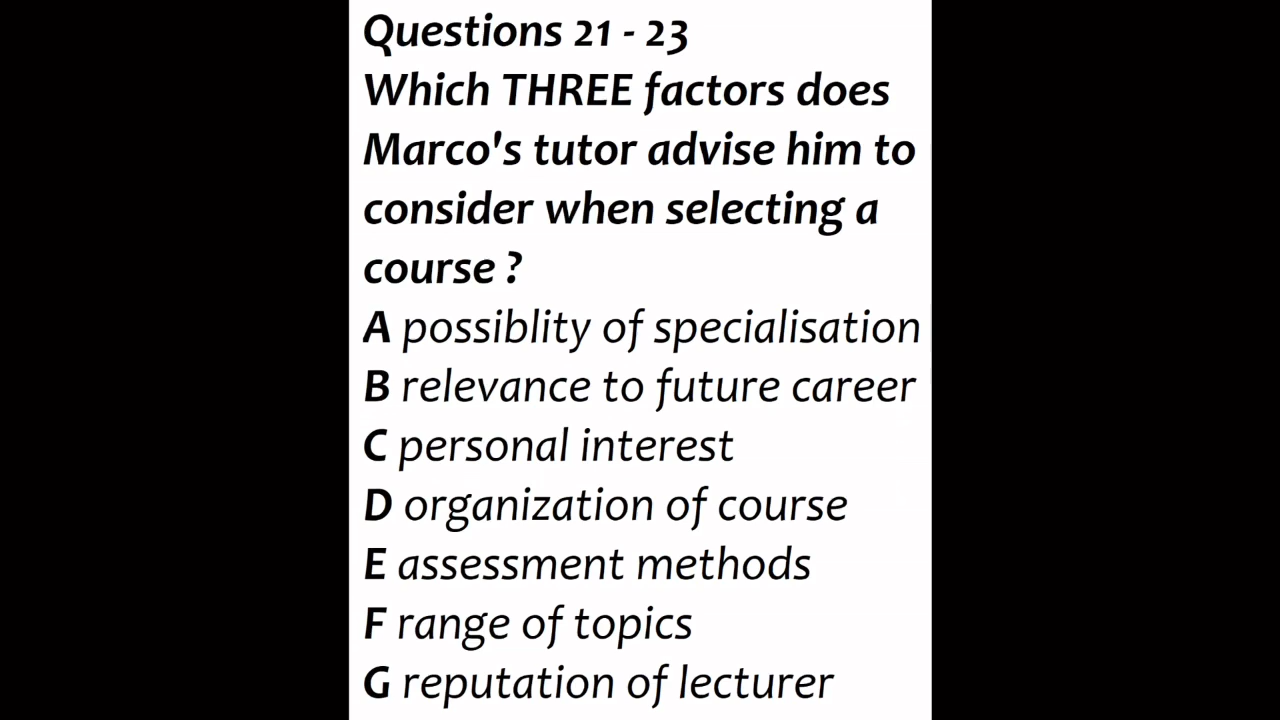 Questions 21 - 23
Which THREE factors does
Marco's tutor advise him to
consider when selecting a
course ?
A possiblity of specialisation
B relevance to future career
C personal interest
D organization of course
E assessment methods
F range of topics
G reputation of lecturer